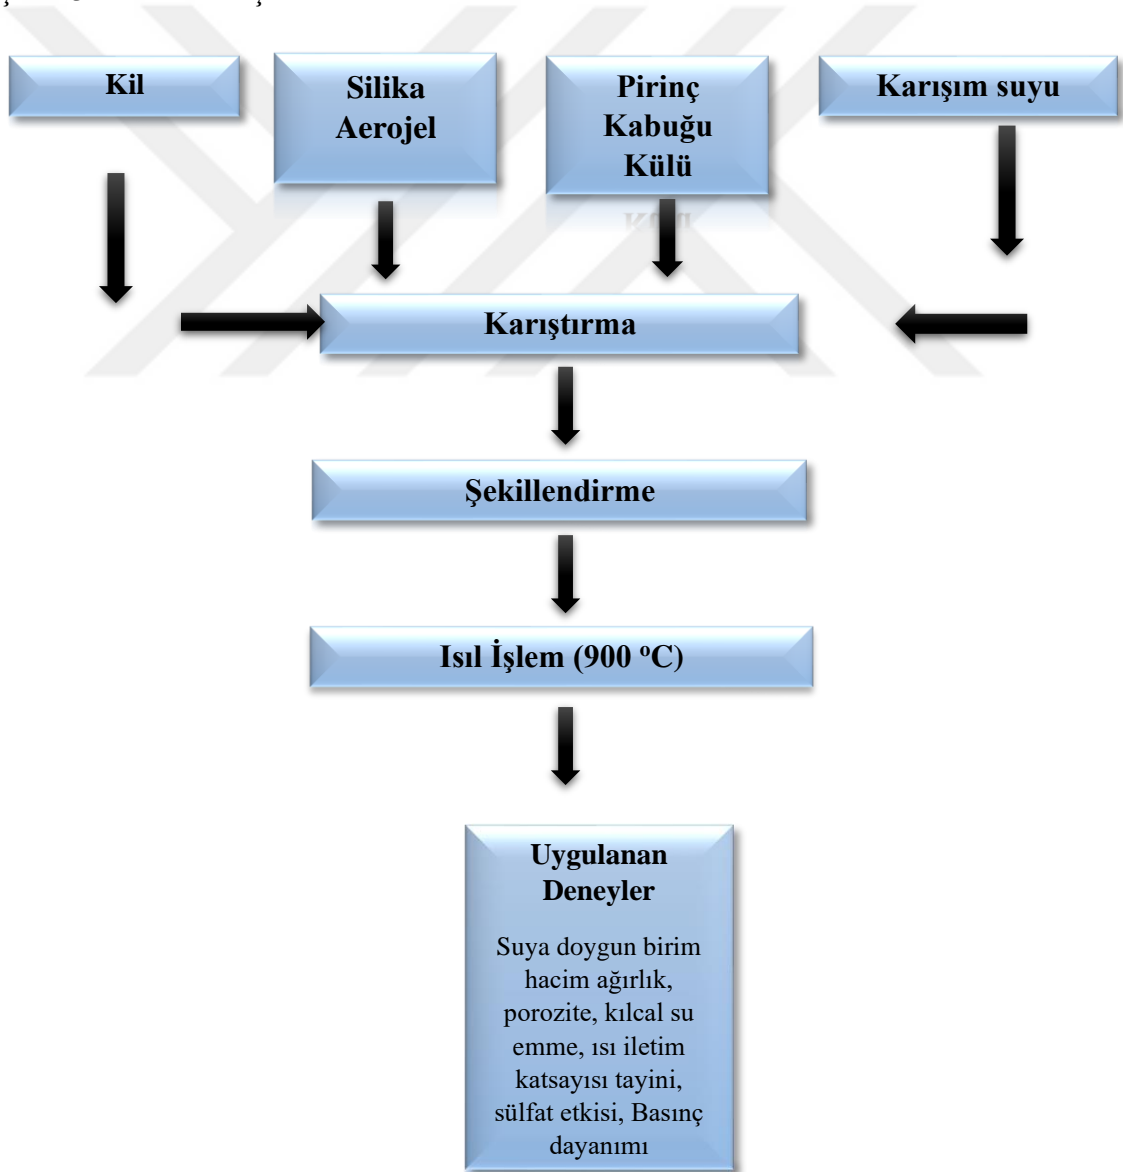 Kil
Silika
Aerojel
Pirinç
Kabuğu
Külü
Karışım suyu
Karıştırma
Şekillendirme
Isıl İşlem (900 ºC)
Uygulanan
Deneyler
Suya doygun birim
hacim ağırlık,
porozite, kılcal su
emme, ısı iletim
katsayısı tayini,
sülfat etkisi, Basınç
dayanımı